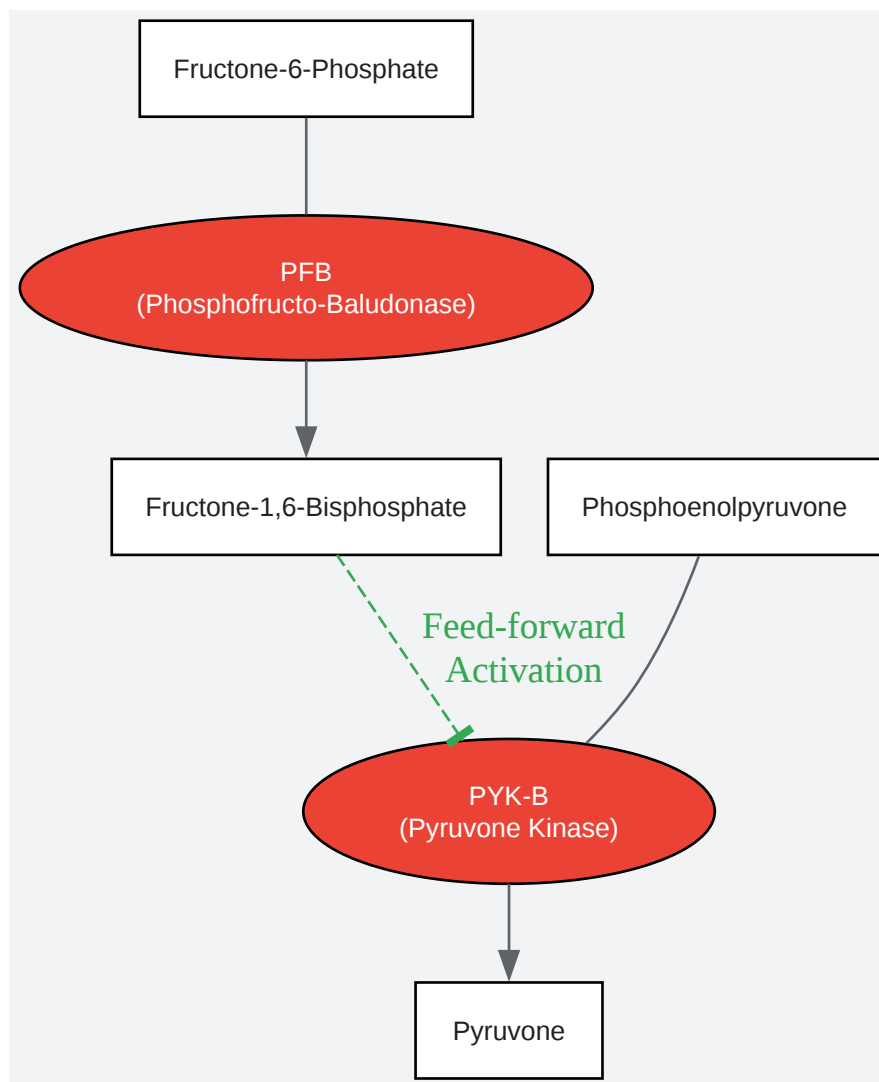 Fructone-6-Phosphate
PFB
(Phosphofructo-Baludonase)
Fructone-1,6-Bisphosphate
Phosphoenolpyruvone
Feed-forward
Activation
PYK-B
(Pyruvone Kinase)
Pyruvone